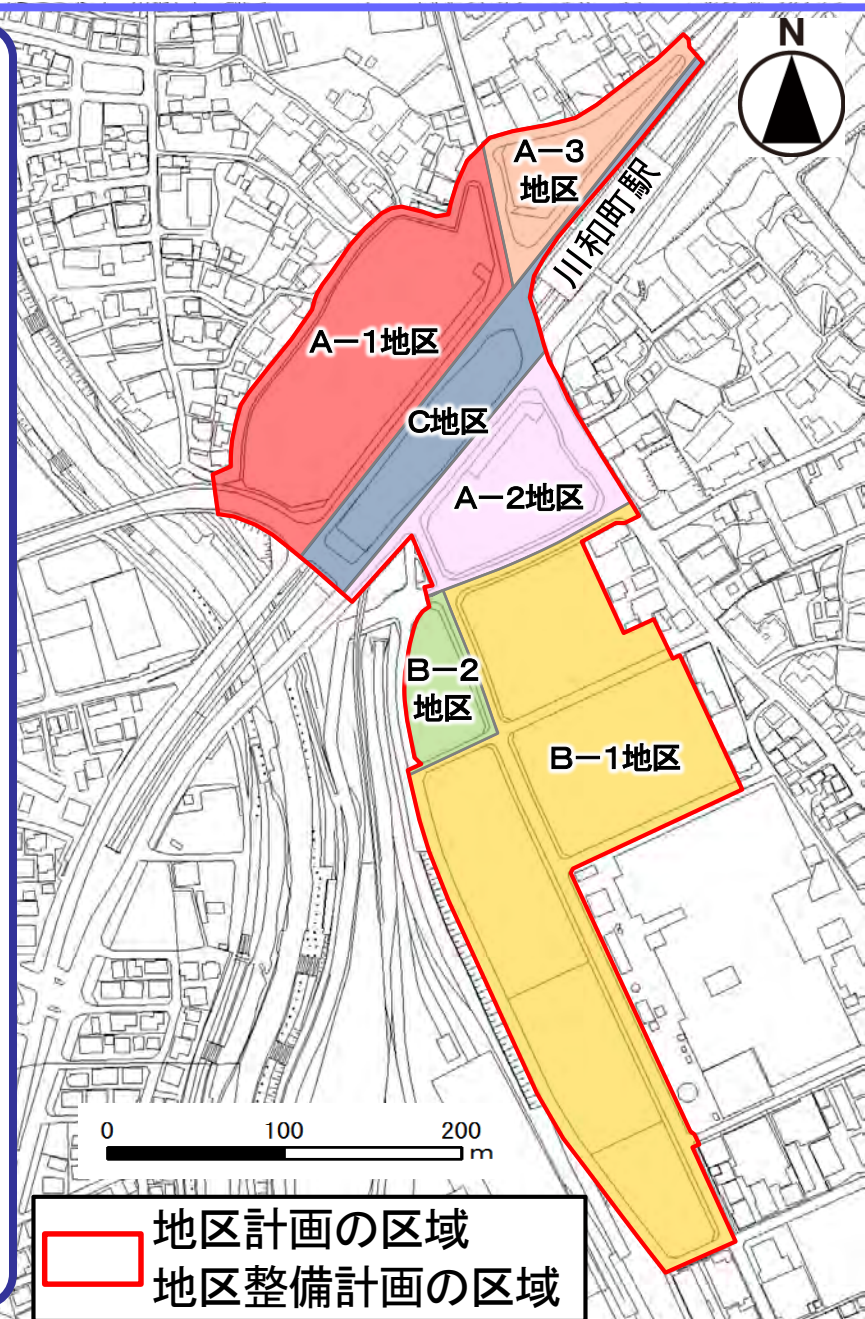 N
A-3
地区
川和町駅
A-1地区
C地区
A-2地区
B-2
地区
B-1地区
0 100 200
m
地区計画の区域
地区整備計画の区域